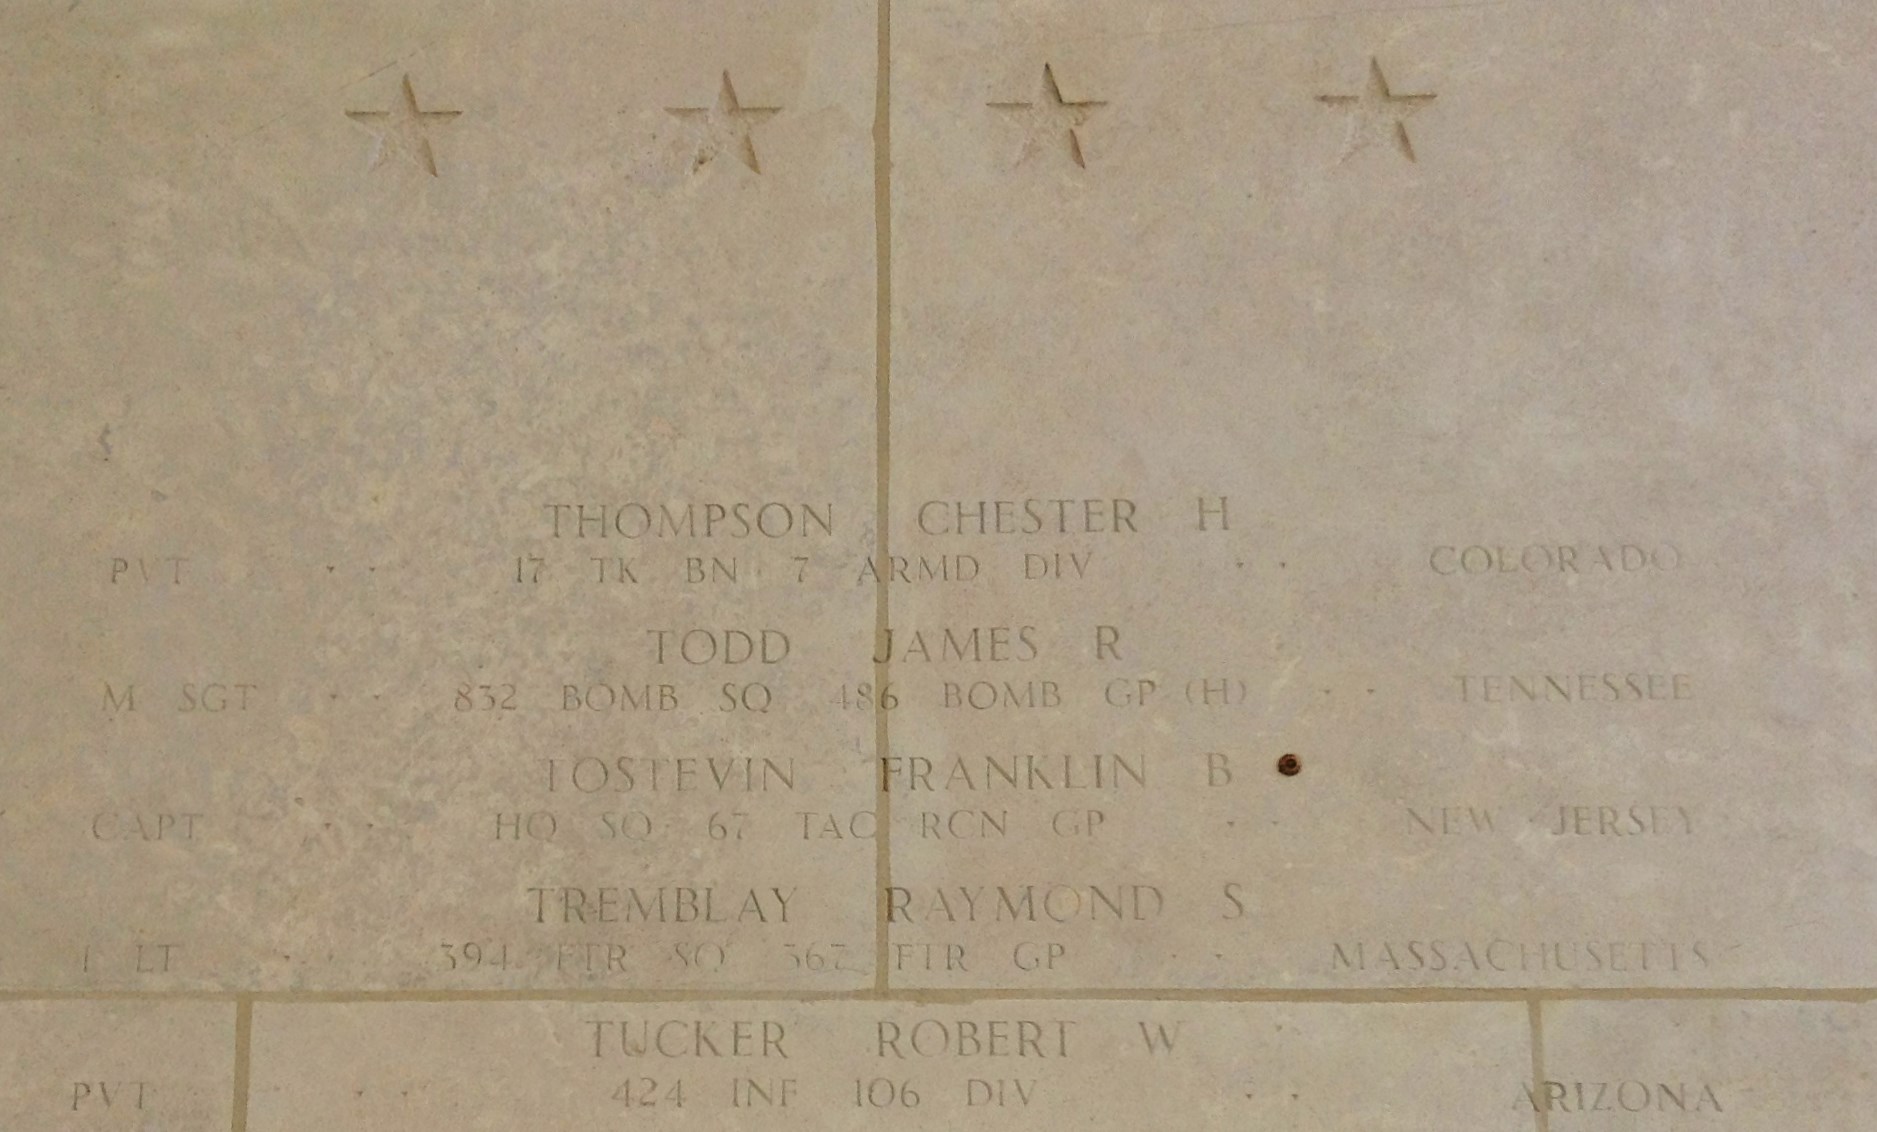 THOMPSON CHESTER H
PVT · · 17 TK BN 7 ARMD DIV · · COLORADO
TODD JAMES R
M SGT · · 832 BOMB SQ 486 BOMB GP (H) · · TENNESSEE
TOSTEVIN FRANKLIN B
CAPT · · HQ SQ 67 TAC RCN GP · · NEW JERSEY
TREMBLAY RAYMOND S
1 LT · · 394 FTR SQ 367 FTR GP · · MASSACHUSETTS
TUCKER ROBERT W
PVT · · 424 INF 106 DIV · · ARIZONA